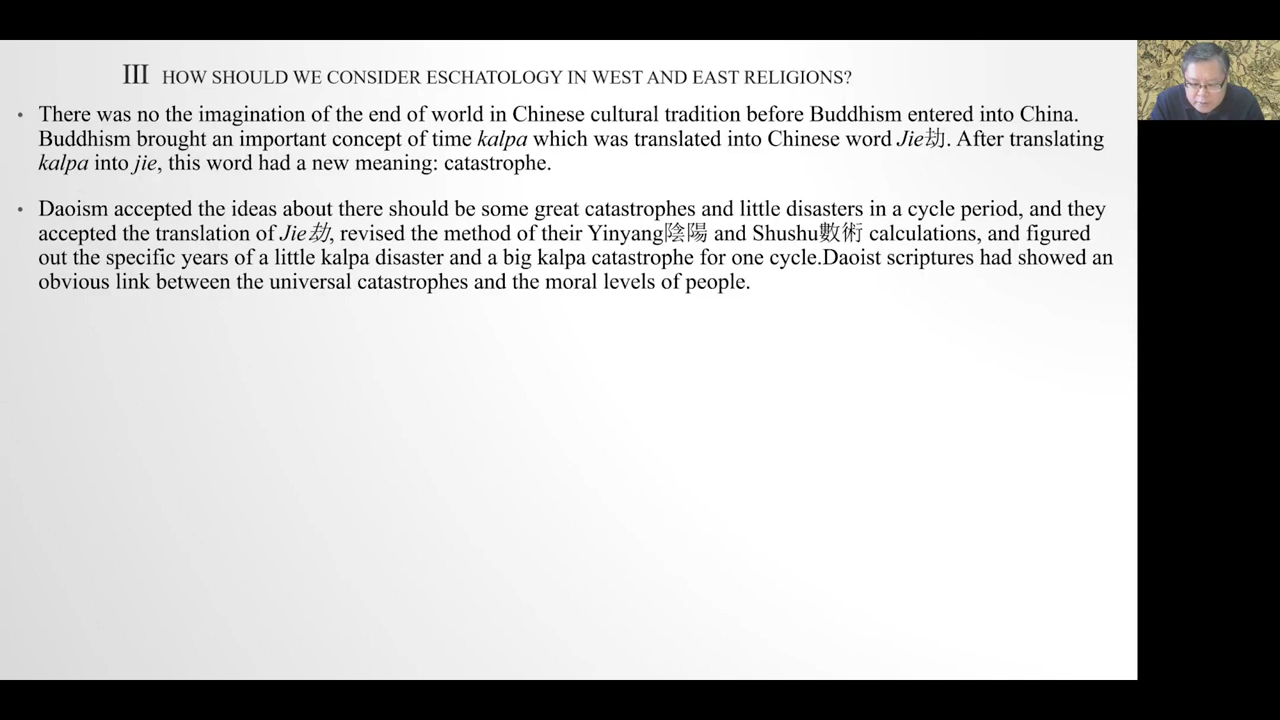 III HOW SHOULD WE CONSIDER ESCHATOLOGY IN WEST AND EAST RELIGIONS?
• There was no the imagination of the end of world in Chinese cultural tradition before Buddhism entered into China.
Buddhism brought an important concept of time kalpa which was translated into Chinese word Jie劫. After translating
kalpa into jie, this word had a new meaning: catastrophe.
• Daoism accepted the ideas about there should be some great catastrophes and little disasters in a cycle period, and they
accepted the translation of Jie劫, revised the method of their Yinyang陰陽 and Shushu數術 calculations, and figured
out the specific years of a little kalpa disaster and a big kalpa catastrophe for one cycle.Daoist scriptures had showed an
obvious link between the universal catastrophes and the moral levels of people.